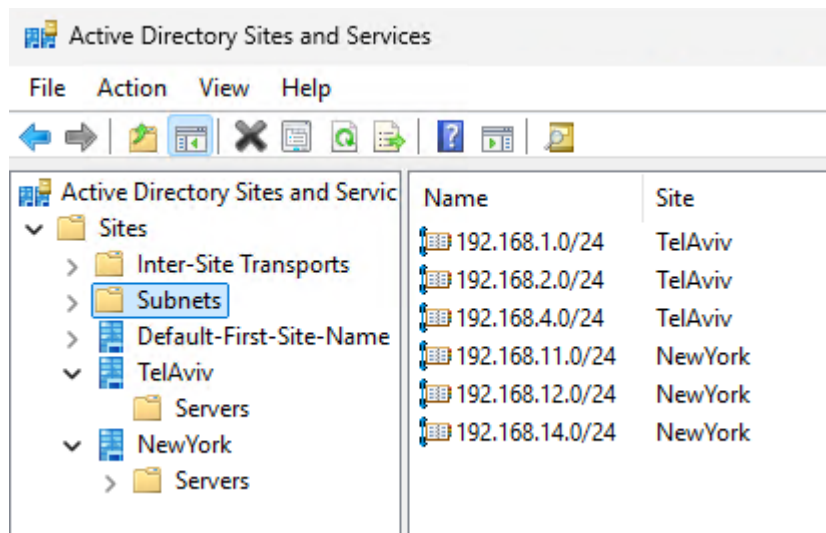 Active Directory Sites and Services
File Action View Help
Active Directory Sites and Servic
Sites
Inter-Site Transports
Subnets
Default-First-Site-Name
TelAviv
Servers
NewYork
Servers
Name Site
192.168.1.0/24 TelAviv
192.168.2.0/24 TelAviv
192.168.4.0/24 TelAviv
192.168.11.0/24 NewYork
192.168.12.0/24 NewYork
192.168.14.0/24 NewYork